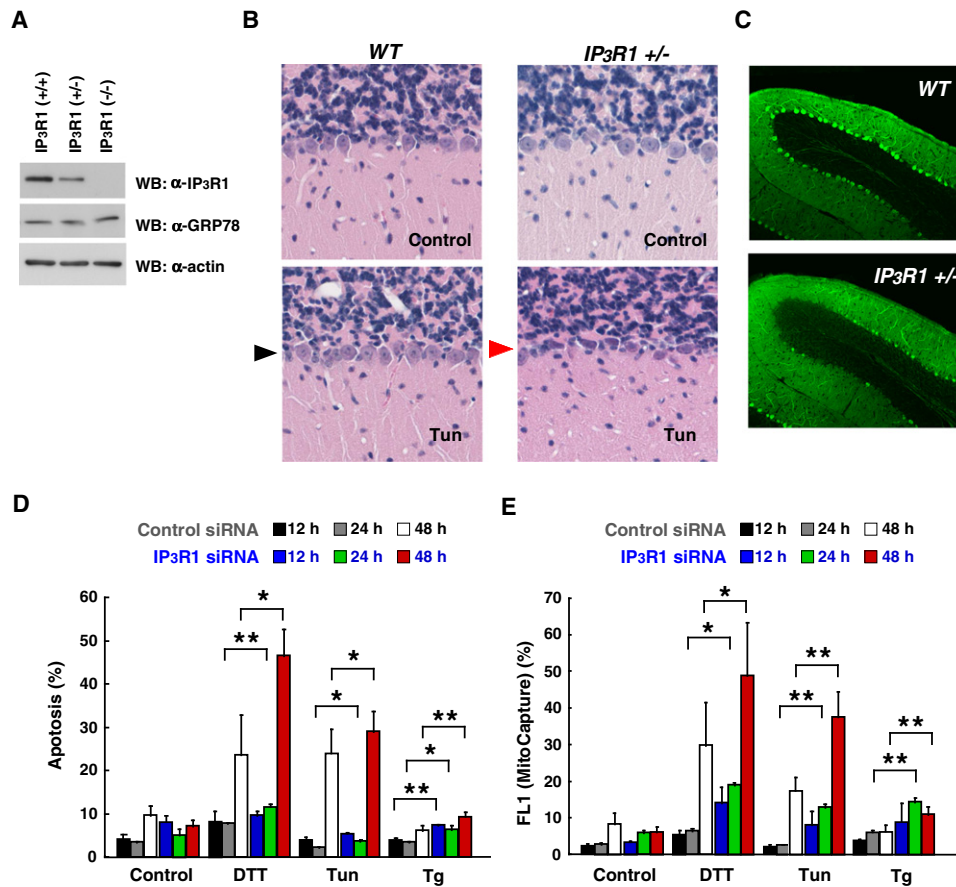 A
IP3R1 (+/+)
IP3R1 (+/-)
IP3R1 (-/-)
WB: α-IP3R1
WB: α-GRP78
WB: α-actin
B
WT
IP3R1 +/-
Control
Control
Tun
Tun
C
WT
IP3R1 +/-
D
Control siRNA 12 h 24 h 48 h
IP3R1 siRNA 12 h 24 h 48 h
Apotosis (%)
60
50
40
30
20
10
0
* ** * * ** * **
Control DTT Tun Tg
E
Control siRNA 12 h 24 h 48 h
IP3R1 siRNA 12 h 24 h 48 h
FL1 (MitoCapture) (%)
70
60
50
40
30
20
10
0
* * ** ** ** **
Control DTT Tun Tg